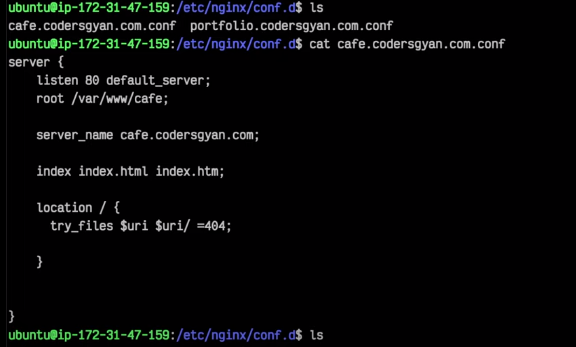 ubuntu@ip-172-31-47-159:/etc/nginx/conf.d$ ls
cafe.codersgyan.com.conf  portfolio.codersgyan.com.conf
ubuntu@ip-172-31-47-159:/etc/nginx/conf.d$ cat cafe.codersgyan.com.conf
server {
    listen 80 default_server;
    root /var/www/cafe;

    server_name cafe.codersgyan.com;

    index index.html index.htm;

    location / {
      try_files $uri $uri/ =404;

    }


}
ubuntu@ip-172-31-47-159:/etc/nginx/conf.d$ ls